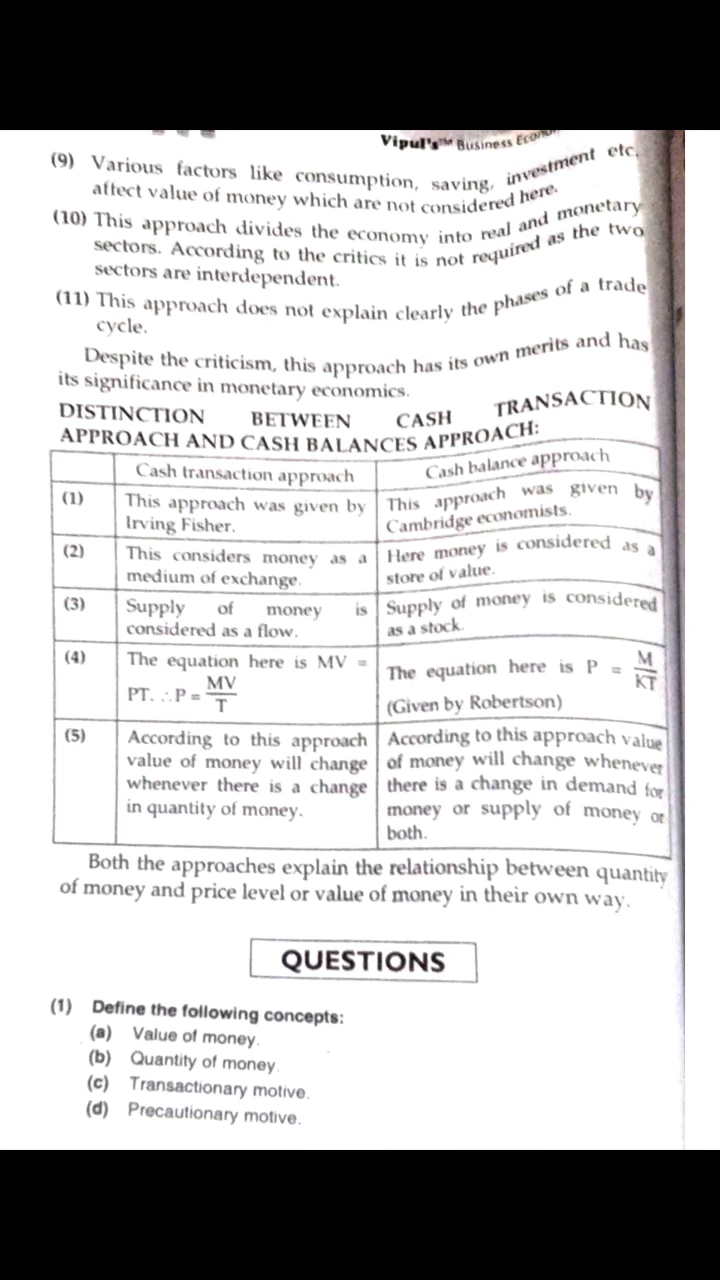 Vipul's™ Business
(9) Various factors like consumption, saving, investment etc.
affect value of money which are not considered here.
(10) This approach divides the economy into real and monetary
sectors. According to the critics it is not required as the two
sectors are interdependent.
(11) This approach does not explain clearly the phases of a trade
cycle.
Despite the criticism, this approach has its own merits and has
its significance in monetary economics.
DISTINCTION BETWEEN CASH TRANSACTION
APPROACH AND CASH BALANCES APPROACH:
Cash transaction approach
Cash balance approach
(1)
This approach was given by
Irving Fisher.
This approach was given by
Cambridge economists.
(2)
This considers money as a
medium of exchange.
Here money is considered as a
store of value.
(3)
Supply of money is
considered as a flow.
Supply of money is considered
as a stock.
(4)
The equation here is MV =
PT. ∴ P = MV/T
The equation here is P = M/KT
(Given by Robertson)
(5)
According to this approach
value of money will change
whenever there is a change
in quantity of money.
According to this approach value
of money will change whenever
there is a change in demand for
money or supply of money or
both.
Both the approaches explain the relationship between quantity
of money and price level or value of money in their own way.
QUESTIONS
(1) Define the following concepts:
(a) Value of money.
(b) Quantity of money.
(c) Transactionary motive.
(d) Precautionary motive.